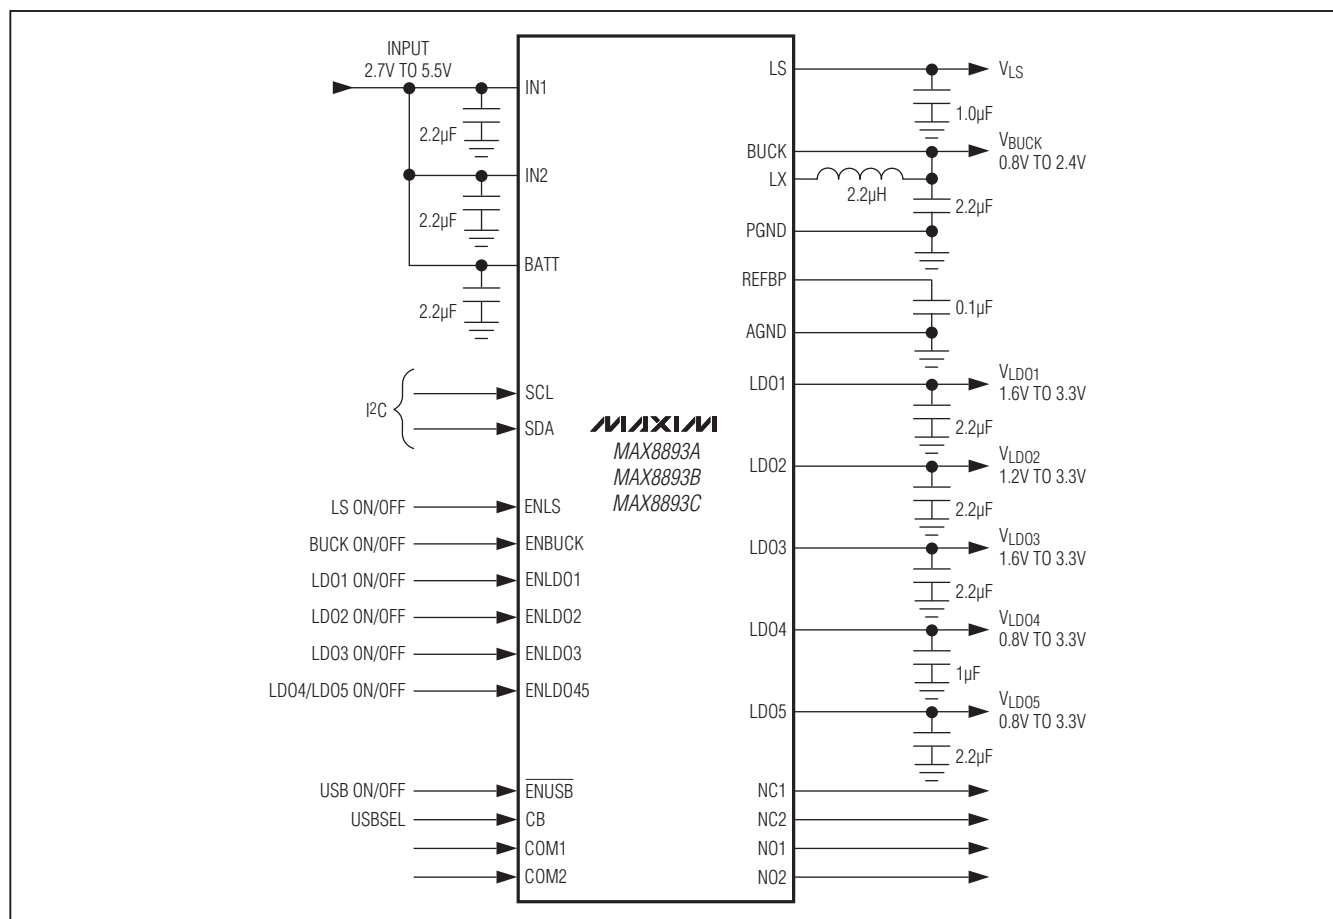 INPUT
2.7V TO 5.5V
IN1
2.2µF
IN2
2.2µF
BATT
2.2µF
I²C
SCL
SDA
LS ON/OFF
ENLS
BUCK ON/OFF
ENBUCK
LDO1 ON/OFF
ENLDO1
LDO2 ON/OFF
ENLDO2
LDO3 ON/OFF
ENLDO3
LDO4/LDO5 ON/OFF
ENLDO45
USB ON/OFF
ENUSB
USBSEL
CB
COM1
COM2
MAXIM
MAX8893A
MAX8893B
MAX8893C
LS
VLS
1.0µF
BUCK
VBUCK
0.8V TO 2.4V
LX
2.2µH
2.2µF
PGND
REFBP
0.1µF
AGND
LDO1
VLDO1
1.6V TO 3.3V
2.2µF
LDO2
VLDO2
1.2V TO 3.3V
2.2µF
LDO3
VLDO3
1.6V TO 3.3V
2.2µF
LDO4
VLDO4
0.8V TO 3.3V
1µF
LDO5
VLDO5
0.8V TO 3.3V
2.2µF
NC1
NC2
NO1
NO2